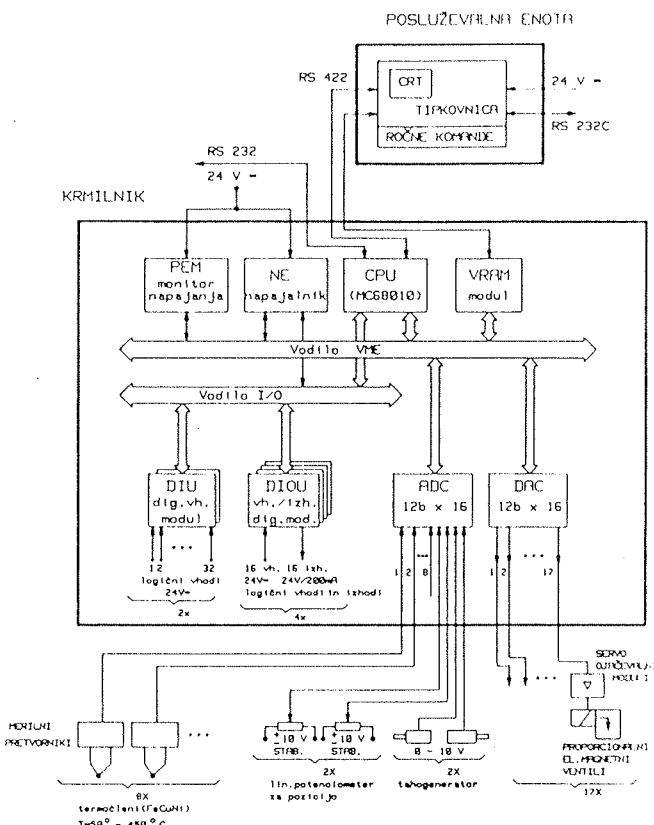 POSLUŽEVALNA ENOTA
RS 422
CRT
24 V =
TIPKOVNICA
RS 232C
ROČNE KOMANDE
RS 232
24 V =
KRMILNIK
PEM
monitor
napajanja
NE
napajalnik
CPU
(MC68010)
VRAM
modul
Vodilo VME
Vodilo I/O
DIU
dig.vh.
modul
DIOU
vh./izh.
dig.mod.
ADC
12b x 16
DAC
12b x 16
1 2 ... 32
logični vhodi
24V=
2x
16 vh. 16 izh.
24V= 24V/200mA
logični vhodi in izhodi
4x
1 2 ... 8
1 2 ... 17
SERVO
OJAČEVALNI
MODULI
MERILNI
PRETVORNIKI
...
± 10 V
STAB.
± 10 V
STAB.
0 - 10 V
PROPORCIONALNI
EL.MAGNETNI
VENTILI
17X
8X
termočleni(FeCuNi)
T=50° - 450° C
2X
lin.potenciometer
za pozicijo
2X
tahogenerator